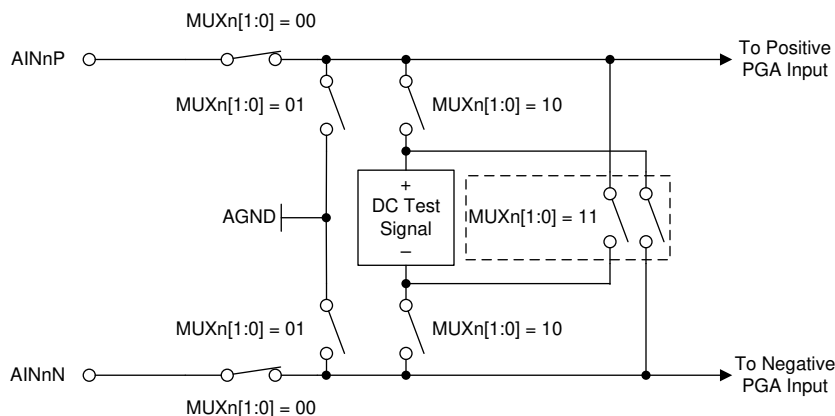 MUXn[1:0] = 00
AINnP
To Positive
PGA Input
MUXn[1:0] = 01
MUXn[1:0] = 10
+
DC Test
Signal
–
AGND
MUXn[1:0] = 11
MUXn[1:0] = 01
MUXn[1:0] = 10
AINnN
To Negative
PGA Input
MUXn[1:0] = 00